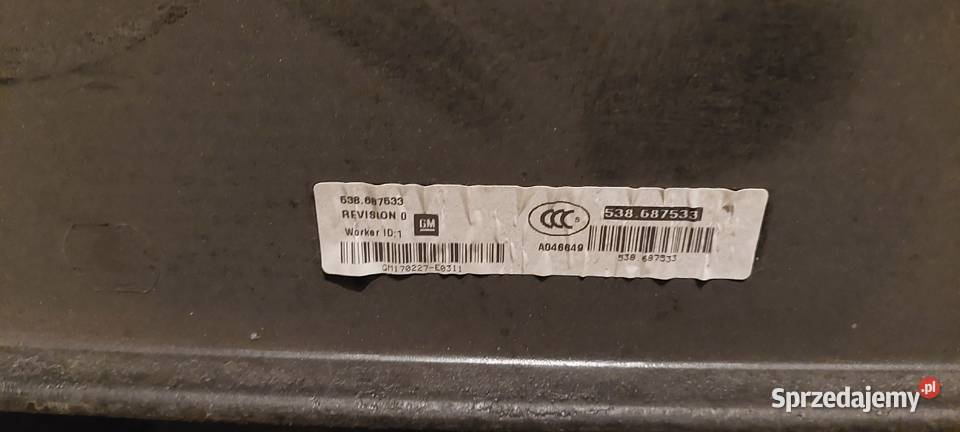 538.687533
REVISION 0
GM
Worker ID:1
GM170227-E0311
CCC S
A046649
538.687533
538.687533
Sprzedajemy.pl